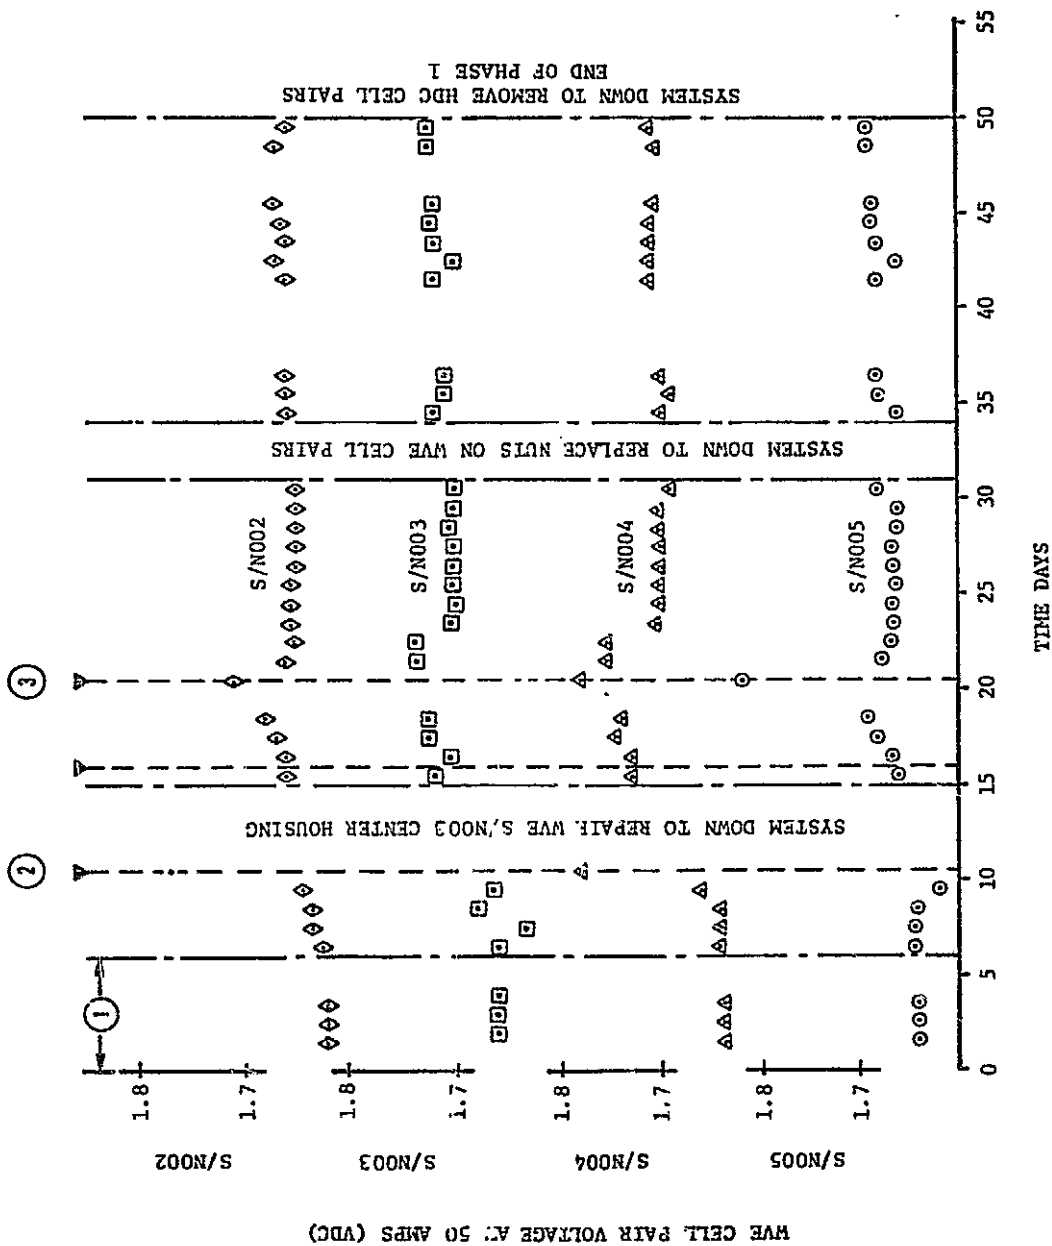 WVE CELL PAIR VOLTAGE AT 50 AMPS (VDC)
S/N002
S/N003
S/N004
S/N005
1.8
1.7
1.8
1.7
1.8
1.7
1.8
1.7
1
2
3
SYSTEM DOWN TO REPAIR WVE S/N003 CENTER HOUSING
S/N002
S/N003
S/N004
S/N005
SYSTEM DOWN TO REPLACE NUTS ON WVE CELL PAIRS
SYSTEM DOWN TO REMOVE HDC CELL PAIRS
END OF PHASE 1
0
5
10
15
20
25
30
35
40
45
50
55
TIME DAYS